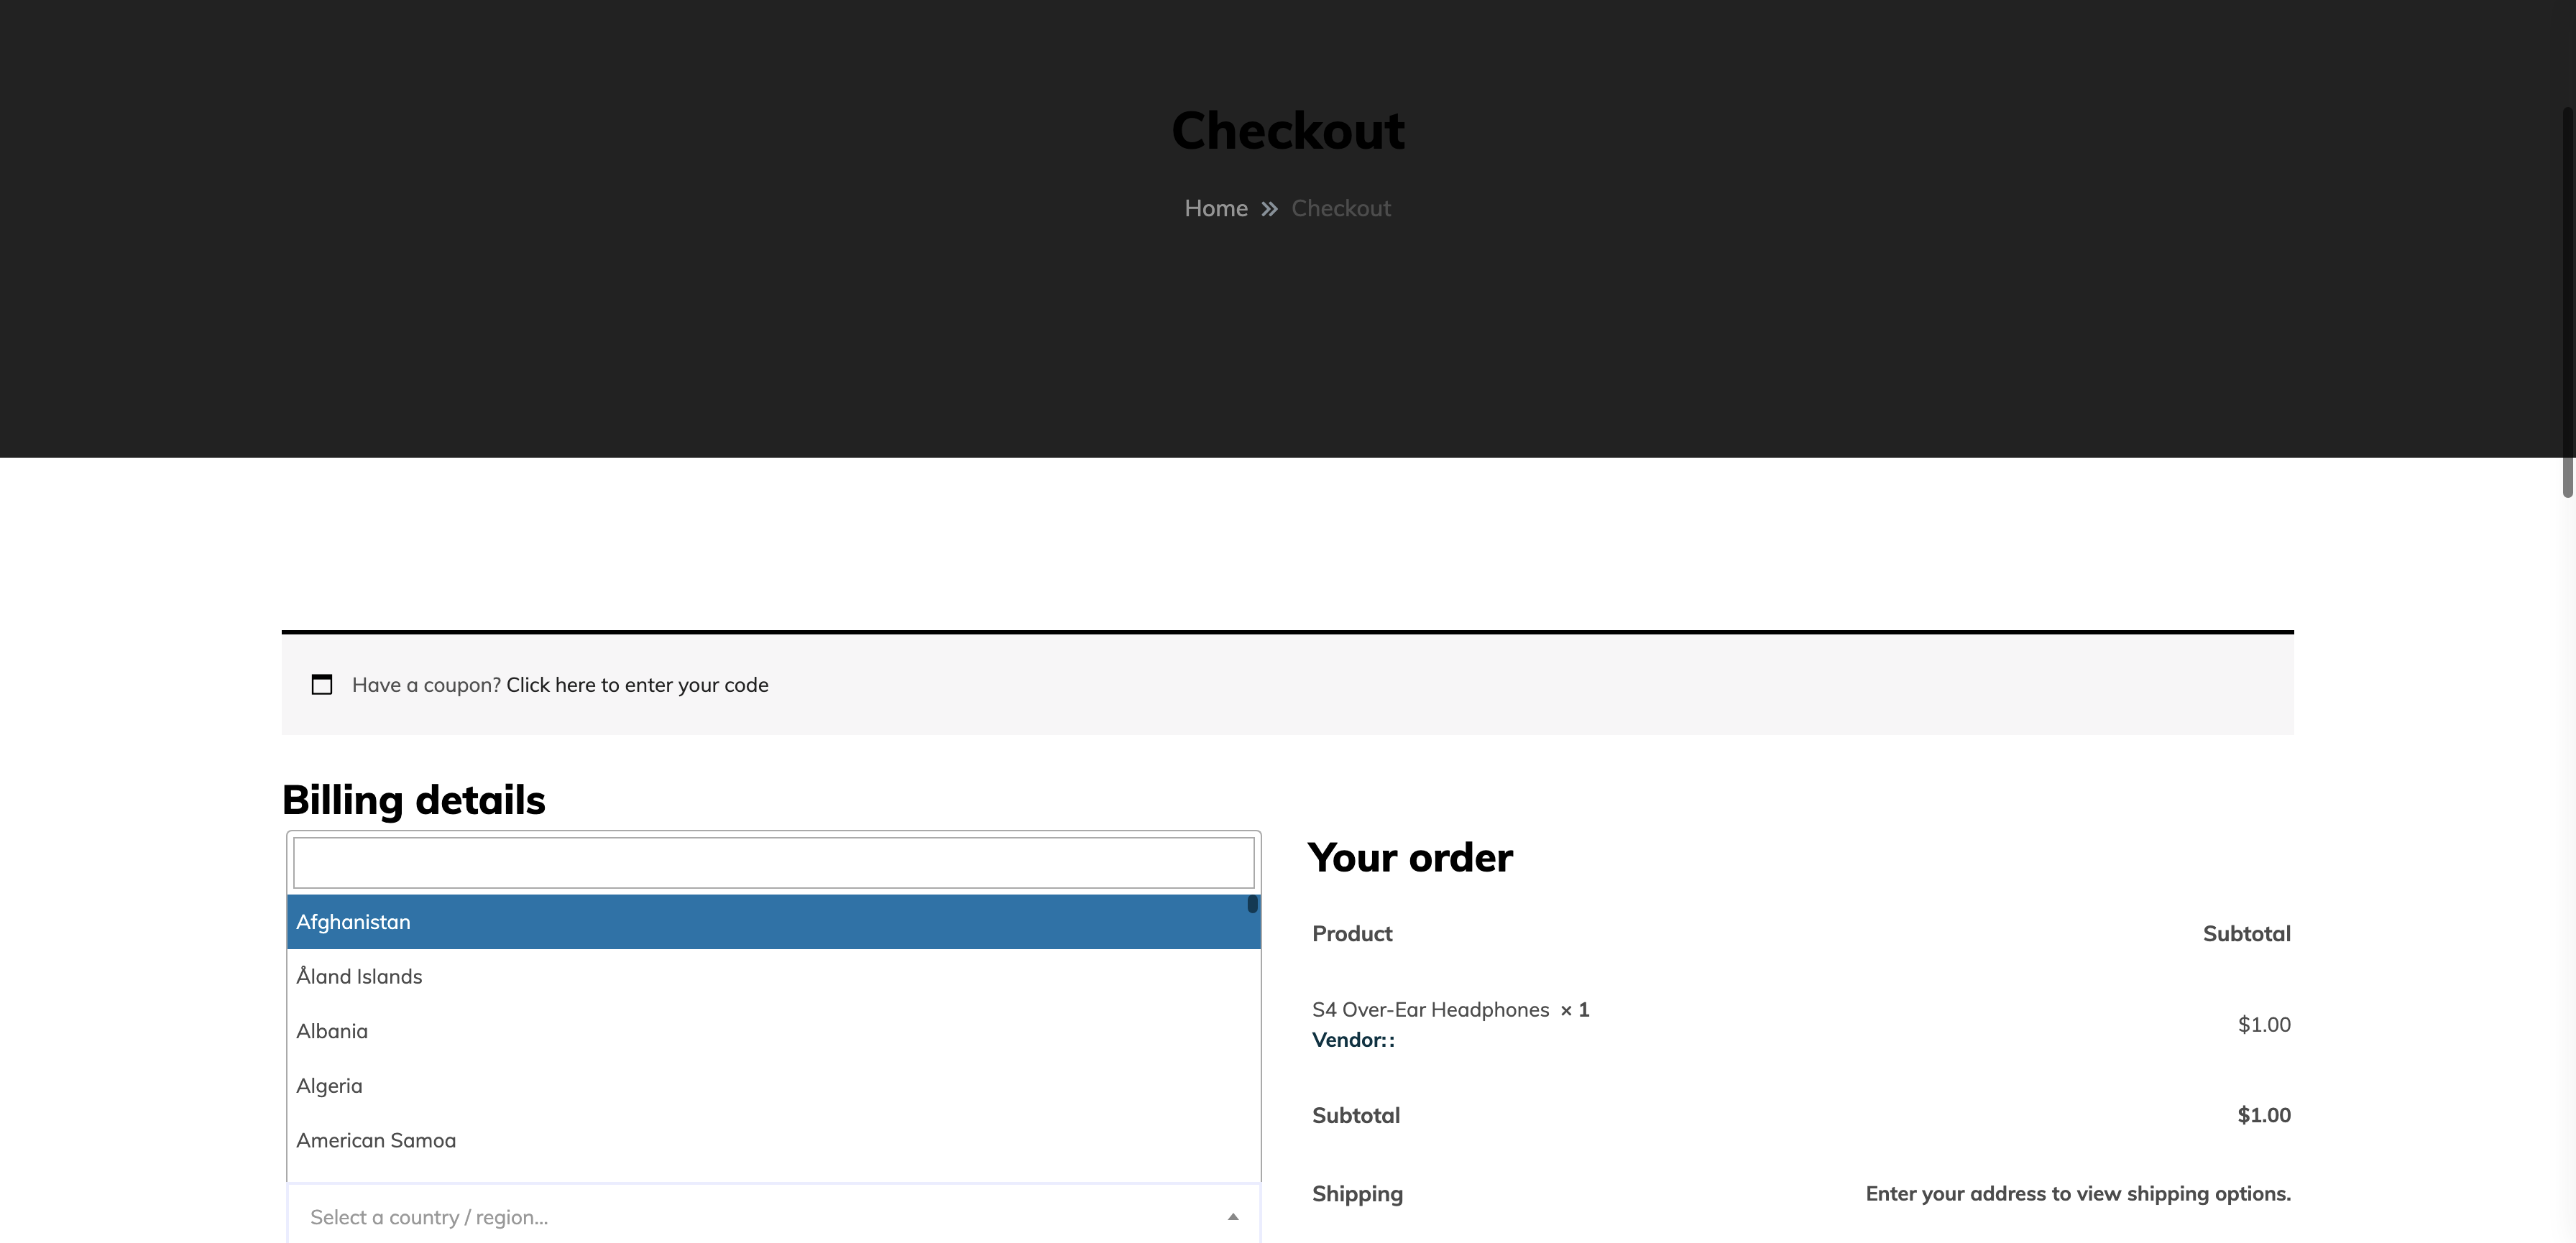 Checkout
Home » Checkout
Have a coupon? Click here to enter your code
Billing details
Afghanistan
Åland Islands
Albania
Algeria
American Samoa
Select a country / region...
Your order
Product Subtotal
S4 Over-Ear Headphones × 1
Vendor::
$1.00
Subtotal $1.00
Shipping Enter your address to view shipping options.